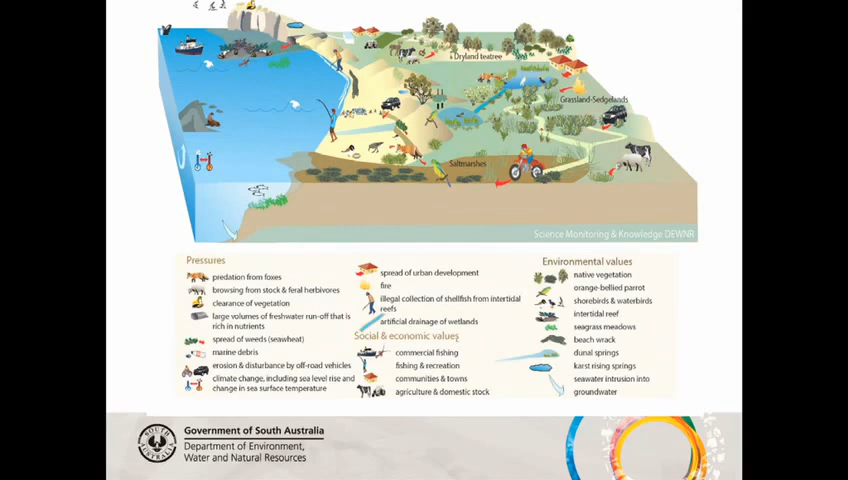 Dryland teatree
Grassland-Sedgelands
Saltmarshes
Science Monitoring & Knowledge DEWNR
Pressures
predation from foxes
browsing from stock & feral herbivores
clearance of vegetation
large volumes of freshwater run-off that is
rich in nutrients
spread of weeds (seawheat)
marine debris
erosion & disturbance by off-road vehicles
climate change, including sea level rise and
change in sea surface temperature
spread of urban development
fire
illegal collection of shellfish from intertidal
reefs
artificial drainage of wetlands
Social & economic values
commercial fishing
fishing & recreation
communities & towns
agriculture & domestic stock
Environmental values
native vegetation
orange-bellied parrot
shorebirds & waterbirds
intertidal reef
seagrass meadows
beach wrack
dunal springs
karst rising springs
seawater intrusion into
groundwater
Government of South Australia
Department of Environment,
Water and Natural Resources